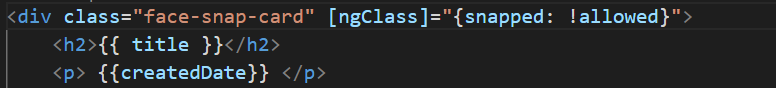 <div class="face-snap-card" [ngClass]="{snapped: !allowed}">
<h2>{{ title }}</h2>
<p> {{createdDate}} </p>